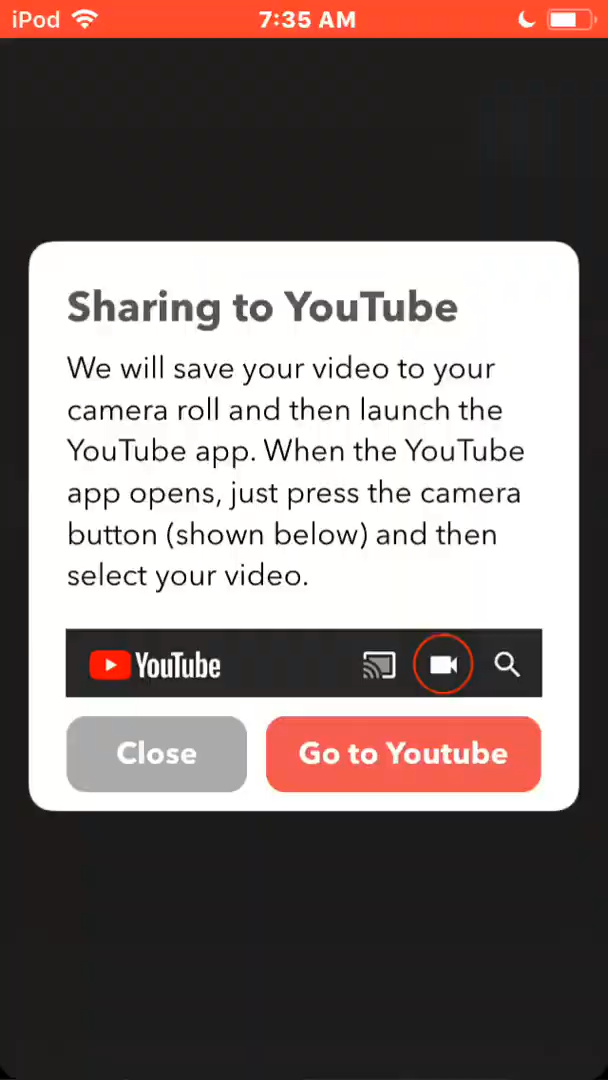 iPod 7:35 AM
Sharing to YouTube
We will save your video to your
camera roll and then launch the
YouTube app. When the YouTube
app opens, just press the camera
button (shown below) and then
select your video.
YouTube
Close Go to Youtube